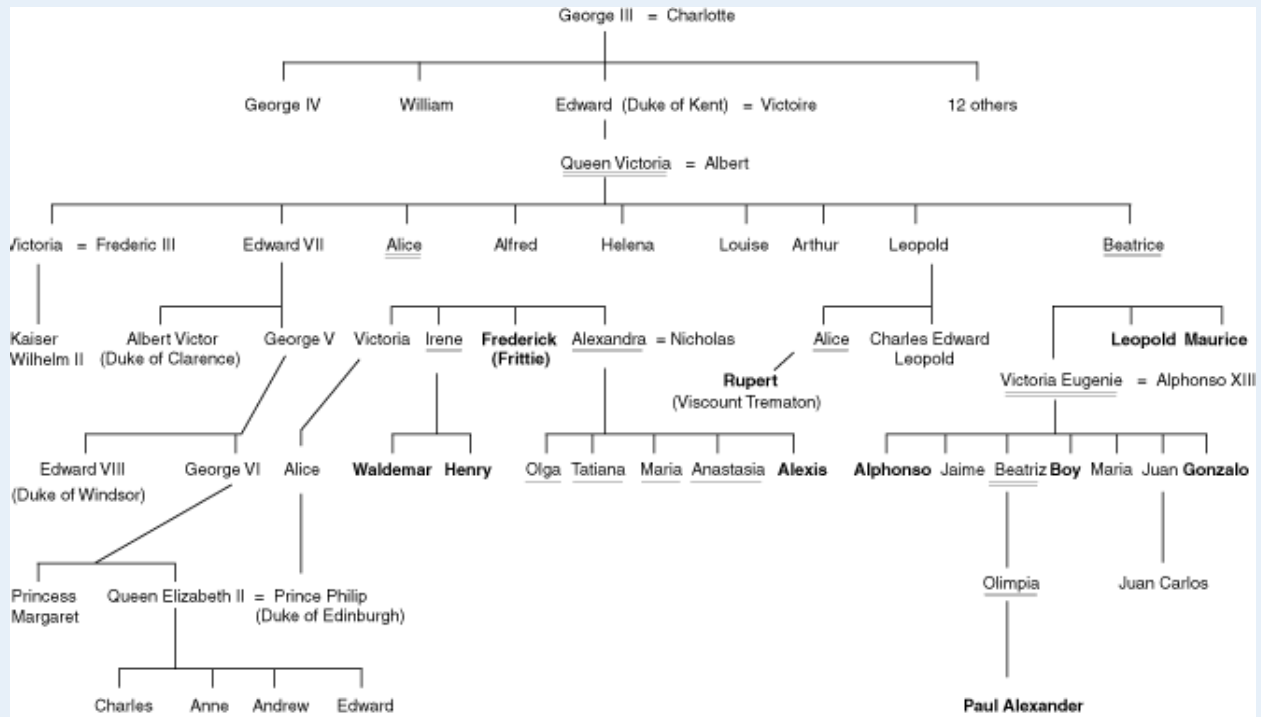 George III = Charlotte
George IV William Edward (Duke of Kent) = Victoire 12 others
Queen Victoria = Albert
Victoria = Frederic III Edward VII Alice Alfred Helena Louise Arthur Leopold Beatrice
Kaiser Albert Victor George V Victoria Irene Frederick Alexandra = Nicholas Alice Charles Edward Leopold Maurice
Wilhelm II (Duke of Clarence) (Frittie) Leopold
Rupert Victoria Eugenie = Alphonso XIII
(Viscount Trematon)
Edward VIII George VI Alice Waldemar Henry Olga Tatiana Maria Anastasia Alexis Alphonso Jaime Beatriz Boy Maria Juan Gonzalo
(Duke of Windsor)
Olimpia Juan Carlos
Princess Queen Elizabeth II = Prince Philip
Margaret (Duke of Edinburgh)
Charles Anne Andrew Edward Paul Alexander